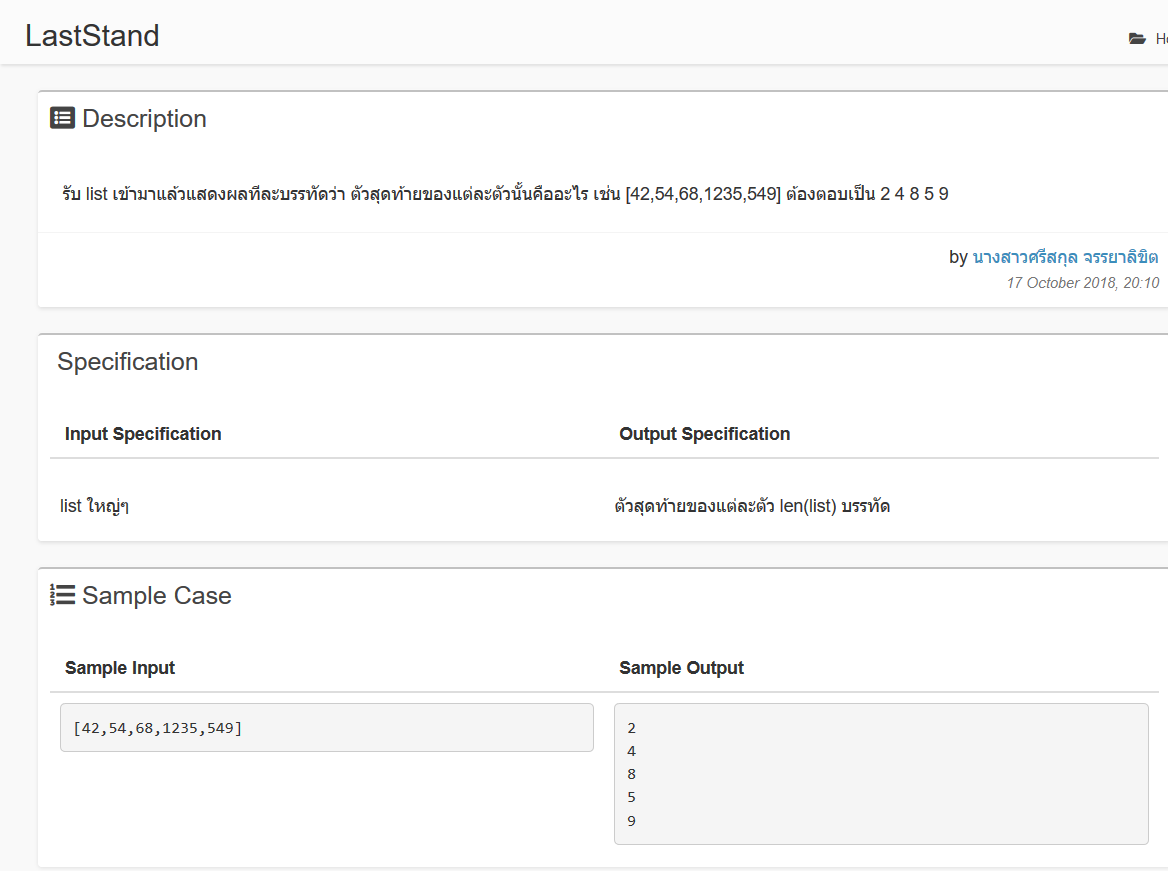 LastStand
Description
รับ list เข้ามาแล้วแสดงผลทีละบรรทัดว่า ตัวสุดท้ายของแต่ละตัวนั้นคืออะไร เช่น [42,54,68,1235,549] ต้องตอบเป็น 2 4 8 5 9
by นางสาวศรีสกุล จรรยาลิขิต
17 October 2018, 20:10
Specification
Input Specification
Output Specification
list ใหญ่ๆ
ตัวสุดท้ายของแต่ละตัว len(list) บรรทัด
Sample Case
Sample Input
Sample Output
[42,54,68,1235,549]
2
4
8
5
9